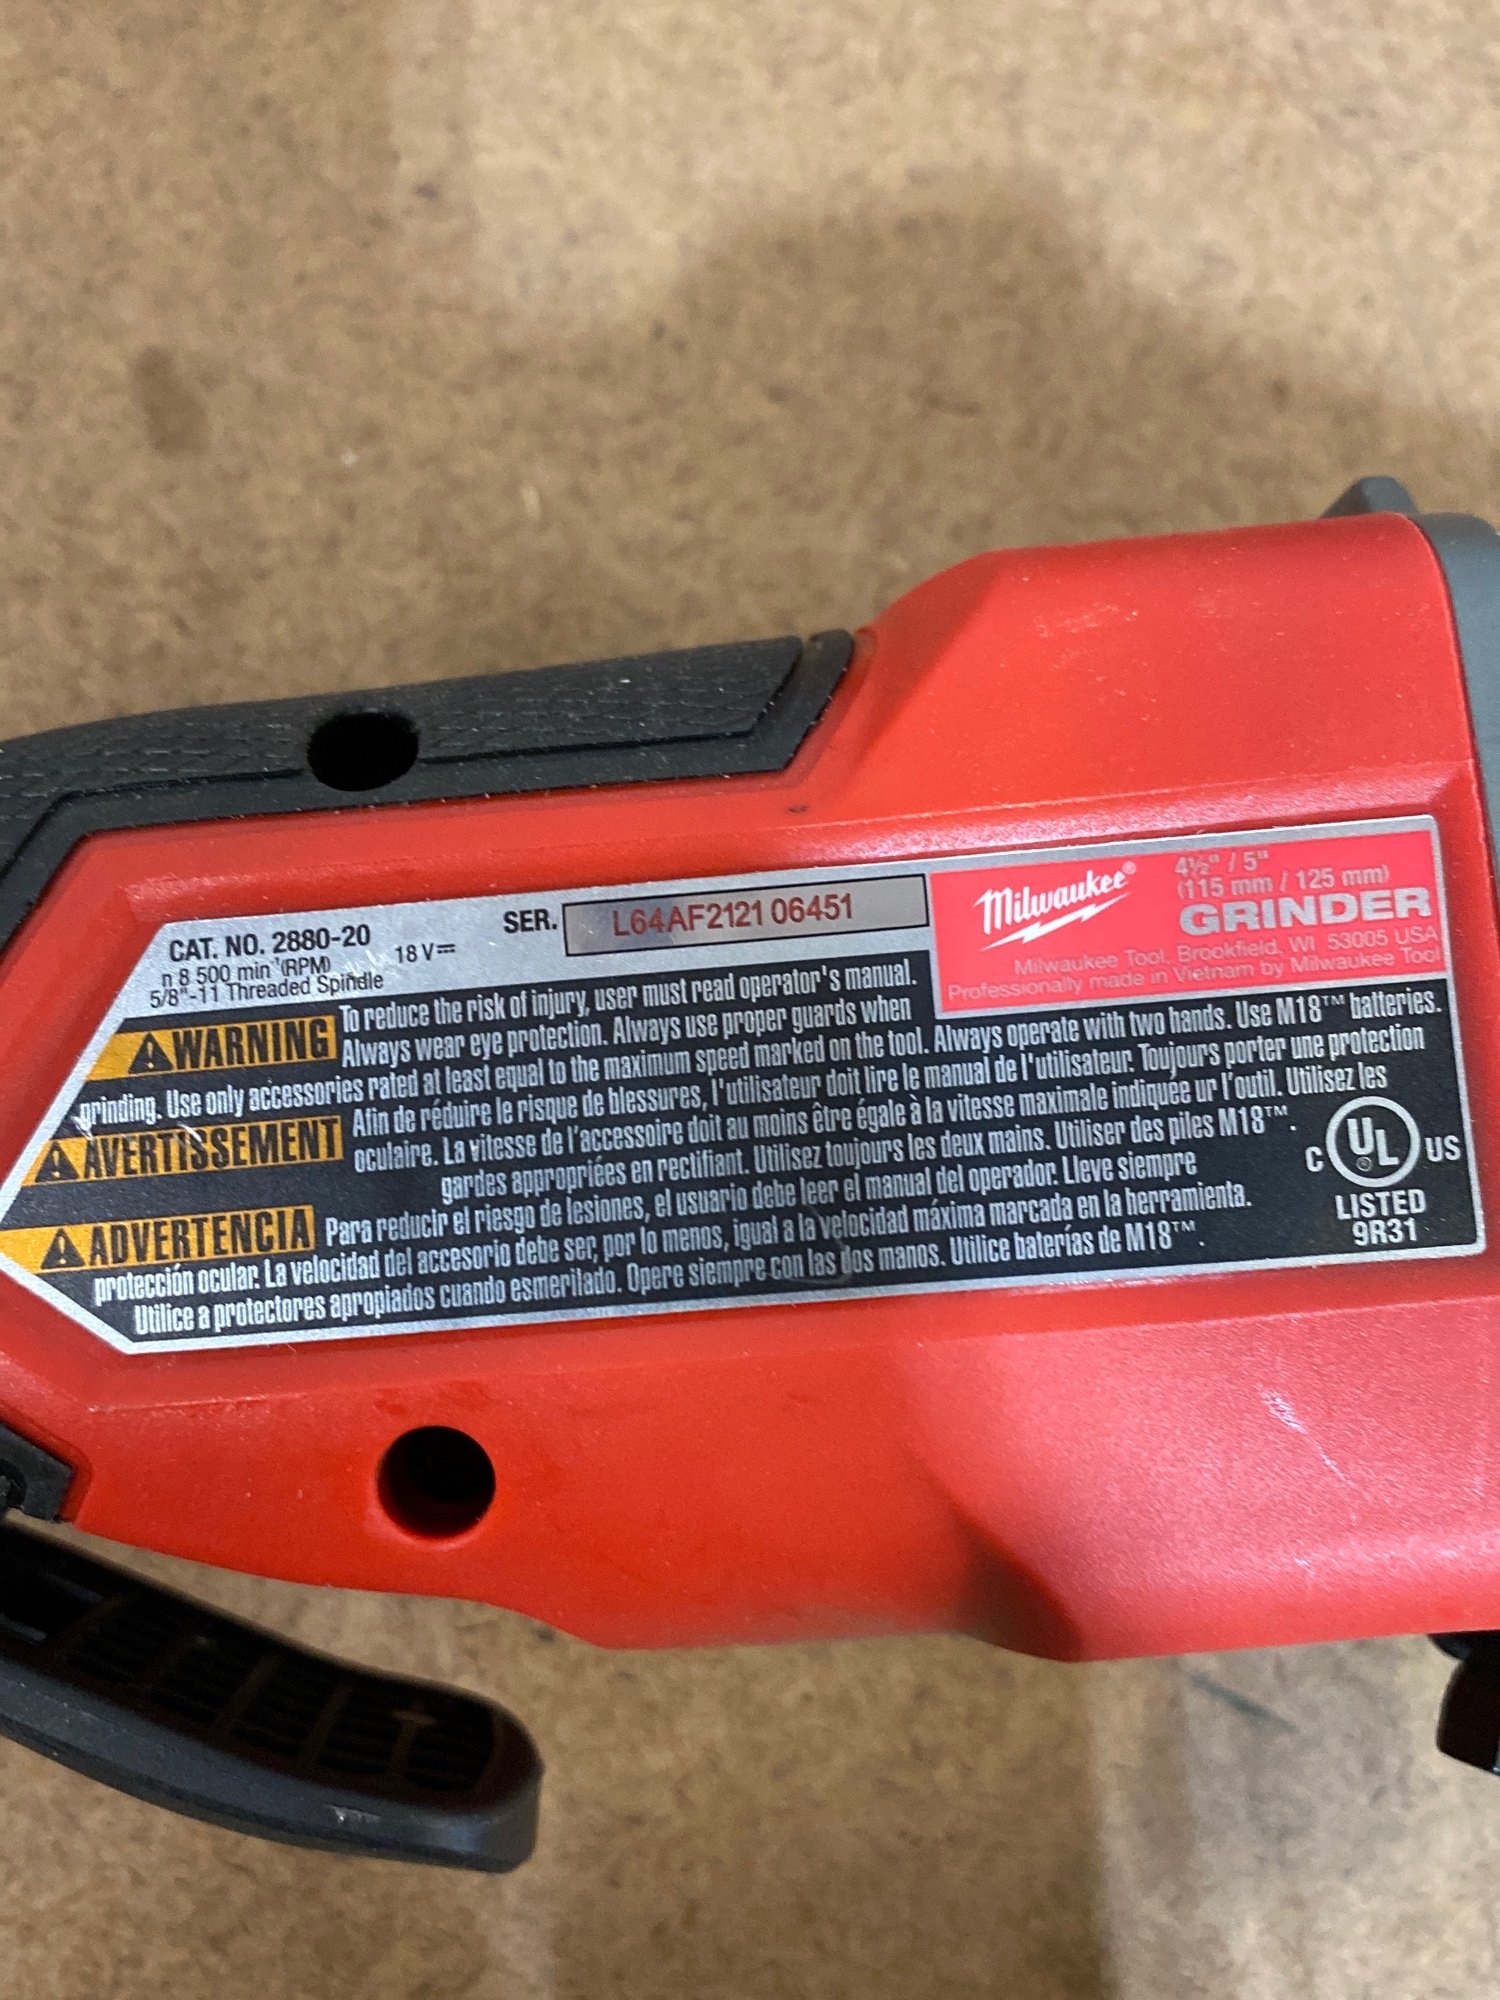 CAT. NO. 2880-20
n 8 500 min⁻¹(RPM)
5/8"-11 Threaded Spindle
18 V⎓
SER. L64AF2121 06451
Milwaukee®
4½" / 5"
(115 mm / 125 mm)
GRINDER
Milwaukee Tool, Brookfield, WI 53005 USA
Professionally made in Vietnam by Milwaukee Tool
WARNING To reduce the risk of injury, user must read operator's manual.
Always wear eye protection. Always use proper guards when
grinding. Use only accessories rated at least equal to the maximum speed marked on the tool. Always operate with two hands. Use M18™ batteries.
AVERTISSEMENT Afin de réduire le risque de blessures, l'utilisateur doit lire le manuel de l'utilisateur. Toujours porter une protection
oculaire. La vitesse de l'accessoire doit au moins être égale à la vitesse maximale indiquée ur l'outil. Utilisez les
gardes appropriées en rectifiant. Utilisez toujours les deux mains. Utiliser des piles M18™.
ADVERTENCIA Para reducir el riesgo de lesiones, el usuario debe leer el manual del operador. Lleve siempre
protección ocular. La velocidad del accesorio debe ser, por lo menos, igual a la velocidad máxima marcada en la herramienta.
Utilice a protectores apropiados cuando esmerilado. Opere siempre con las dos manos. Utilice baterías de M18™.
C UL US
LISTED
9R31